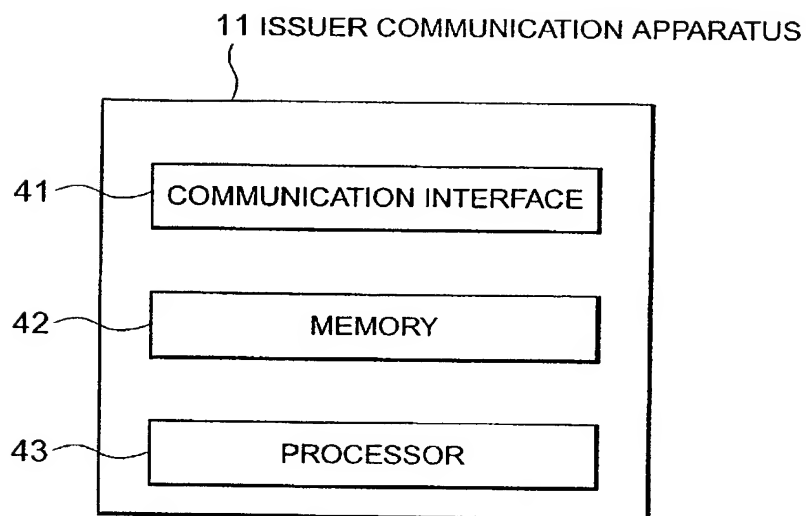 11 ISSUER COMMUNICATION APPARATUS
41 COMMUNICATION INTERFACE
42 MEMORY
43 PROCESSOR